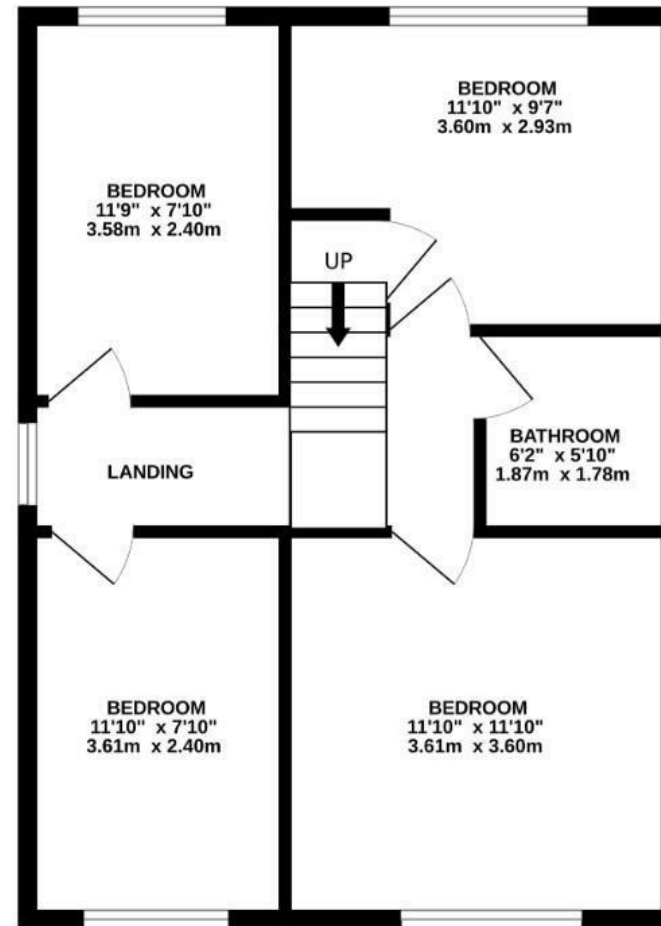 BEDROOM
11'10" x 9'7"
3.60m x 2.93m
BEDROOM
11'9" x 7'10"
3.58m x 2.40m
UP
BATHROOM
6'2" x 5'10"
1.87m x 1.78m
LANDING
BEDROOM
11'10" x 7'10"
3.61m x 2.40m
BEDROOM
11'10" x 11'10"
3.61m x 3.60m